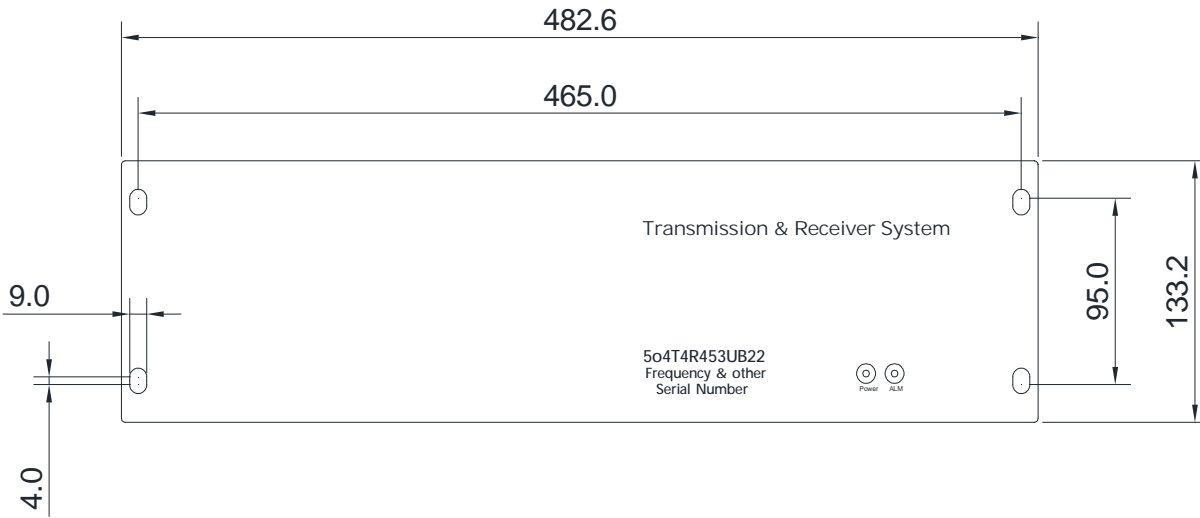 482.6
465.0
Transmission & Receiver System
9.0
95.0
133.2
5o4T4R453UB22
Frequency & other
Serial Number
Power ALM
4.0